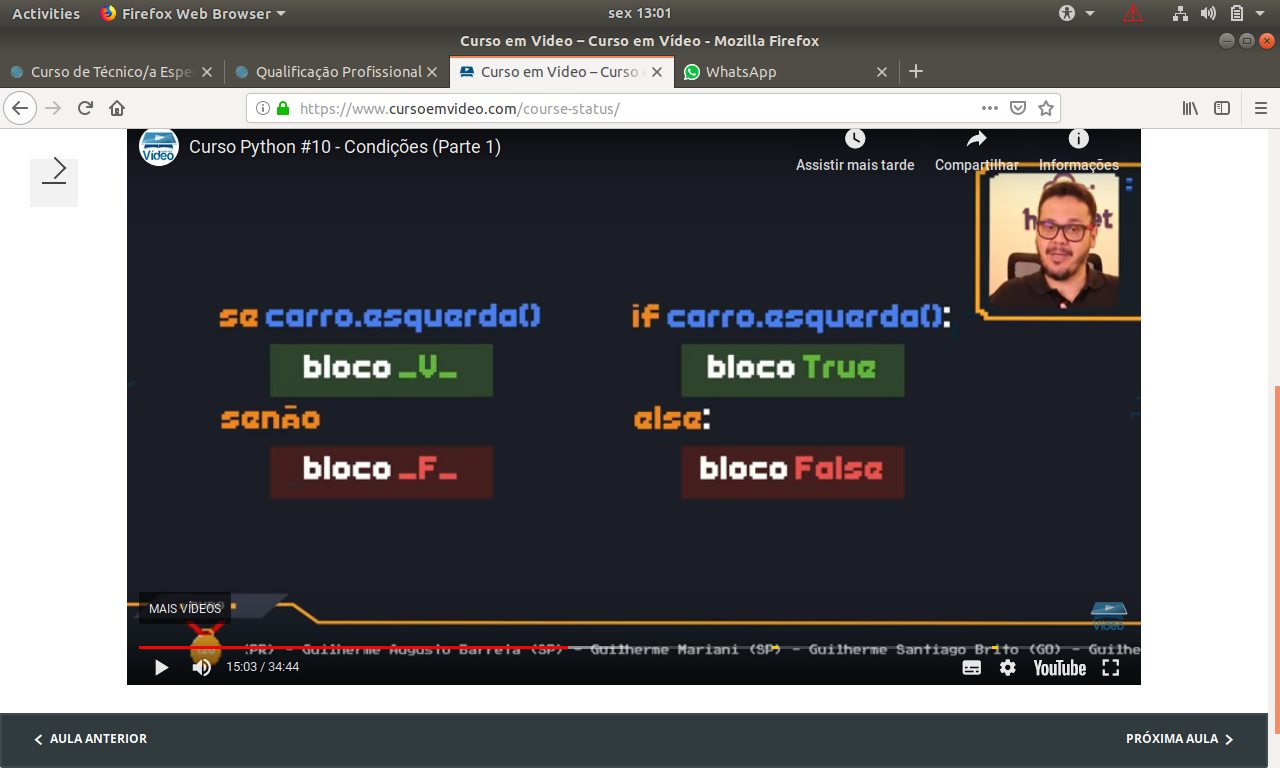 Activities Firefox Web Browser sex 13:01
Curso em Video – Curso em Vídeo - Mozilla Firefox
Curso de Técnico/a Espe Qualificação Profissional Curso em Video – Curso WhatsApp
https://www.cursoemvideo.com/course-status/
Vídeo Curso Python #10 - Condições (Parte 1)
Assistir mais tarde Compartilhar Informações
se carro.esquerda() if carro.esquerda():
bloco _V_ bloco True
senão else:
bloco _F_ bloco False
MAIS VÍDEOS
(PR) - Guilherme Augusto Barreta (SP) - Guilherme Mariani (SP) - Guilherme Santiago Brito (GO) - Guilhe
15:03 / 34:44 YouTube
AULA ANTERIOR PRÓXIMA AULA